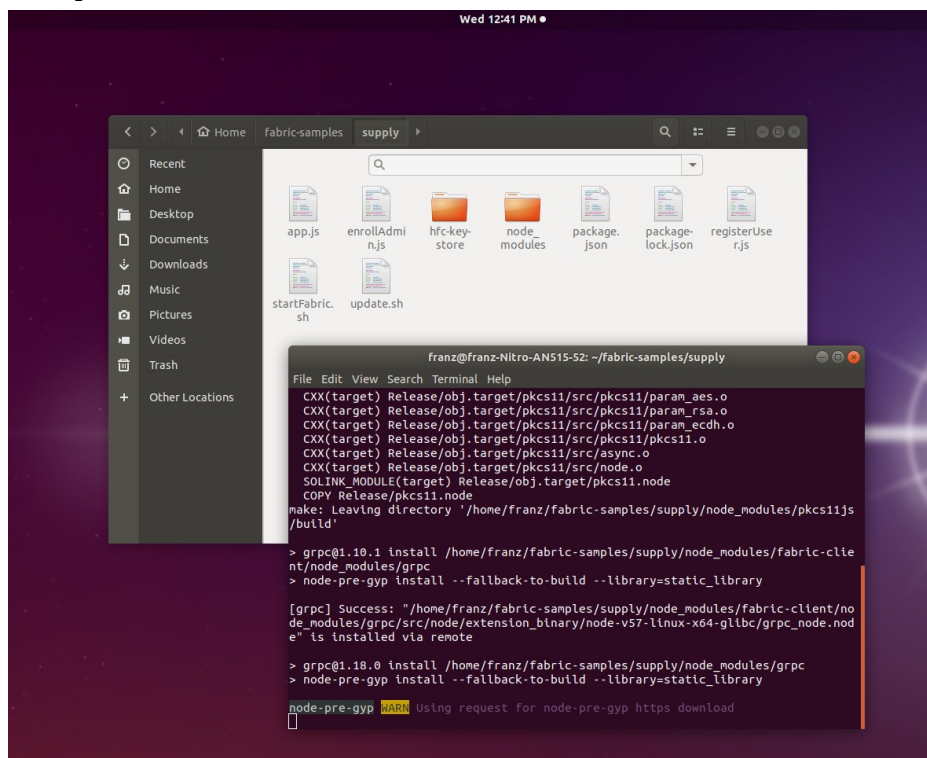 Wed 12:41 PM
Home fabric-samples supply
Recent
Home
Desktop
Documents
Downloads
Music
Pictures
Videos
Trash
+ Other Locations
app.js
enrollAdmi
n.js
hfc-key-
store
node_
modules
package.
json
package-
lock.json
registerUse
r.js
startFabric.
sh
update.sh
franz@franz-Nitro-AN515-52: ~/fabric-samples/supply
File Edit View Search Terminal Help
CXX(target) Release/obj.target/pkcs11/src/pkcs11/param_aes.o
CXX(target) Release/obj.target/pkcs11/src/pkcs11/param_rsa.o
CXX(target) Release/obj.target/pkcs11/src/pkcs11/param_ecdh.o
CXX(target) Release/obj.target/pkcs11/src/pkcs11/pkcs11.o
CXX(target) Release/obj.target/pkcs11/src/async.o
CXX(target) Release/obj.target/pkcs11/src/node.o
SOLINK_MODULE(target) Release/obj.target/pkcs11.node
COPY Release/pkcs11.node
make: Leaving directory '/home/franz/fabric-samples/supply/node_modules/pkcs11js
/build'
> grpc@1.10.1 install /home/franz/fabric-samples/supply/node_modules/fabric-clie
nt/node_modules/grpc
> node-pre-gyp install --fallback-to-build --library=static_library
[grpc] Success: "/home/franz/fabric-samples/supply/node_modules/fabric-client/no
de_modules/grpc/src/node/extension_binary/node-v57-linux-x64-glibc/grpc_node.nod
e" is installed via remote
> grpc@1.18.0 install /home/franz/fabric-samples/supply/node_modules/grpc
> node-pre-gyp install --fallback-to-build --library=static_library
node-pre-gyp WARN Using request for node-pre-gyp https download